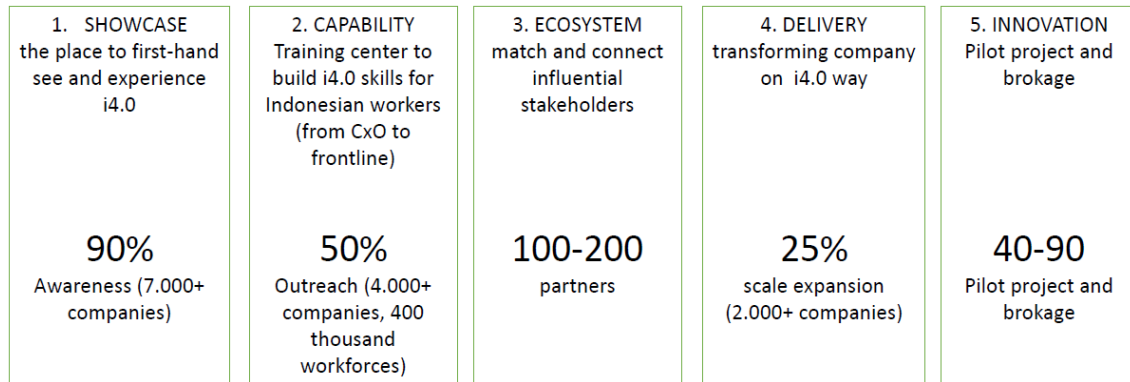 1. SHOWCASE
the place to first-hand
see and experience
i4.0
90%
Awareness (7.000+
companies)
2. CAPABILITY
Training center to
build i4.0 skills for
Indonesian workers
(from CxO to
frontline)
50%
Outreach (4.000+
companies, 400
thousand
workforces)
3. ECOSYSTEM
match and connect
influential
stakeholders
100-200
partners
4. DELIVERY
transforming company
on i4.0 way
25%
scale expansion
(2.000+ companies)
5. INNOVATION
Pilot project and
brokage
40-90
Pilot project and
brokage